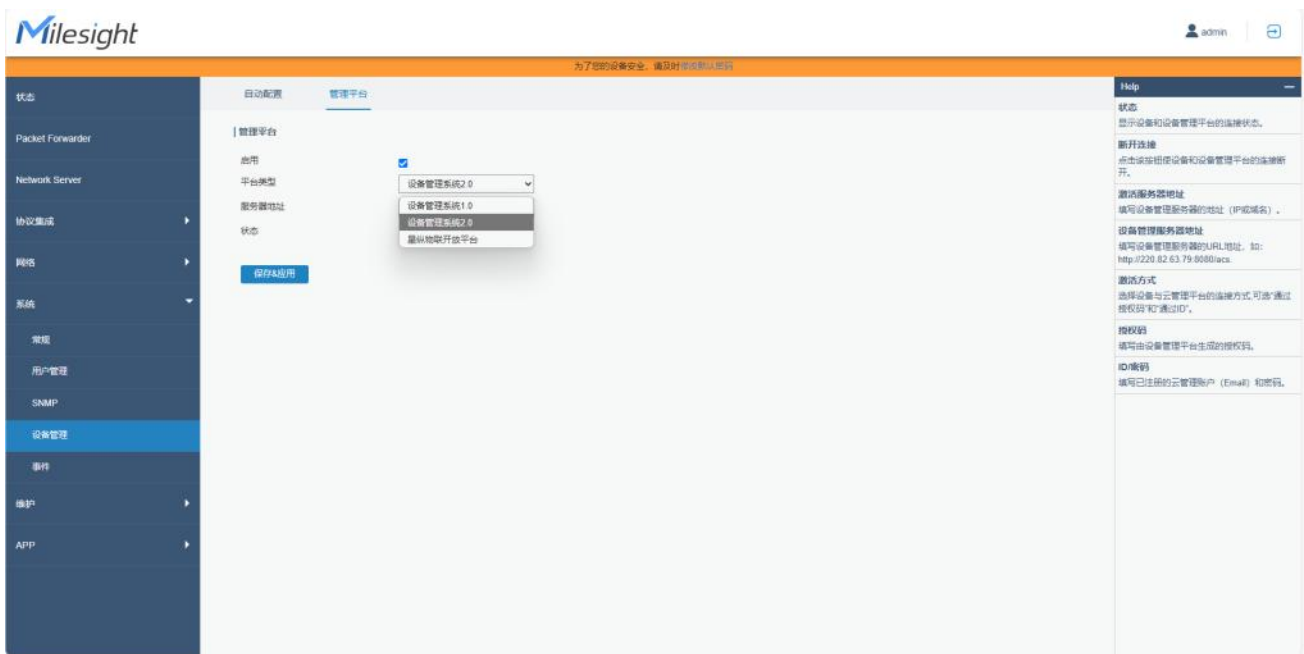 Milesight
admin
为了您的设备安全，请及时修改默认密码
状态
Packet Forwarder
Network Server
协议集成
网络
系统
常规
用户管理
SNMP
设备管理
事件
维护
APP
自动配置
管理平台
管理平台
启用
平台类型
设备管理系统2.0
服务器地址
设备管理系统1.0
设备管理系统2.0
状态
星纵物联开放平台
保存&应用
Help
状态
显示设备和设备管理平台的连接状态。
断开连接
点击该按钮使设备和设备管理平台的连接断
开。
激活服务器地址
填写设备管理服务器的地址（IP或域名）。
设备管理服务器地址
填写设备管理服务器的URL地址，如：
http://220.82.63.79:8080/acs.
激活方式
选择设备与云管理平台的连接方式,可选“通过
授权码”和“通过ID”。
授权码
填写由设备管理平台生成的授权码。
ID/密码
填写已注册的云管理账户（Email）和密码。